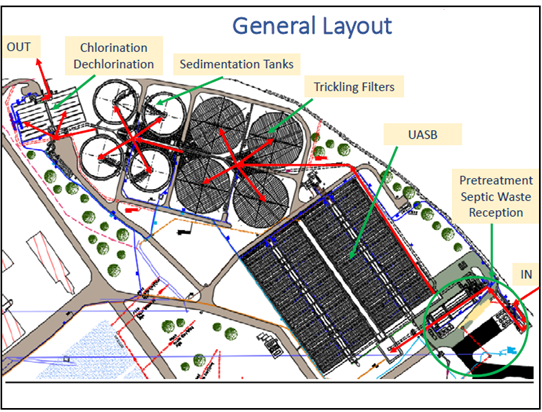 General Layout
OUT
Chlorination
Dechlorination
Sedimentation Tanks
Trickling Filters
UASB
Pretreatment
Septic Waste
Reception
IN